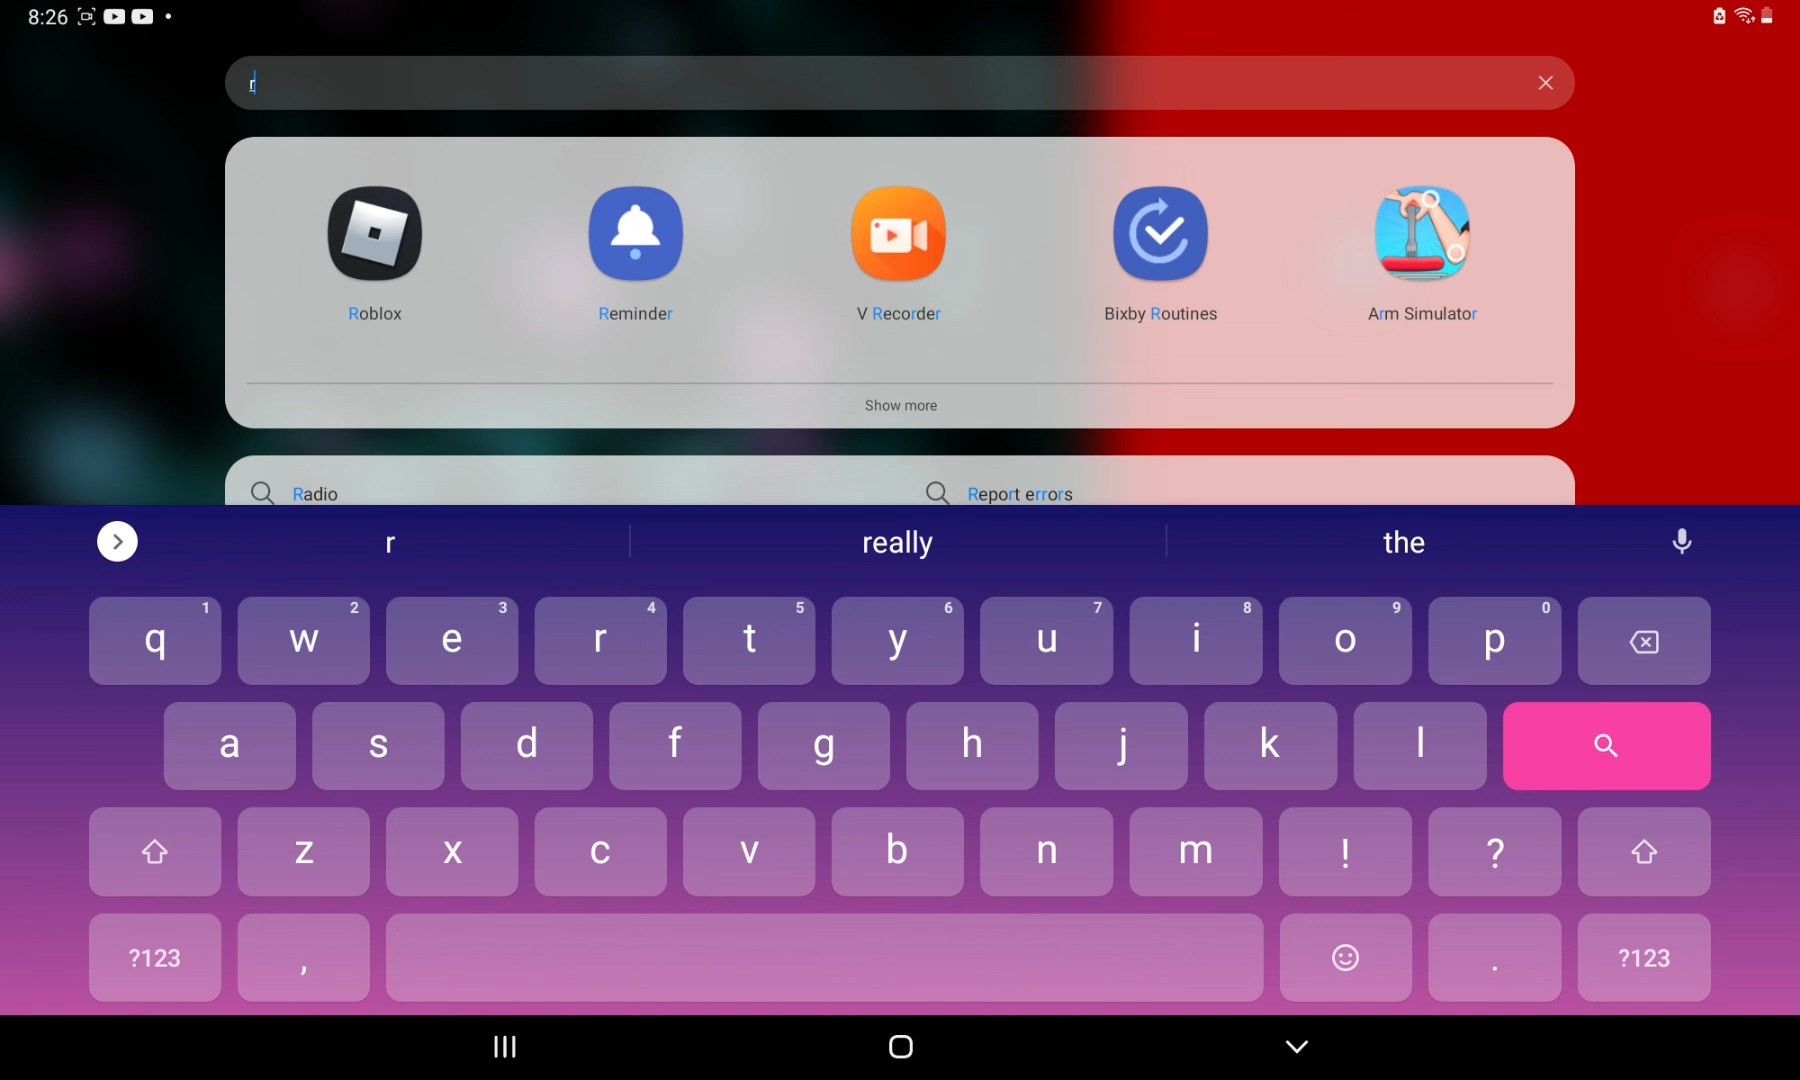 8:26
r
Roblox Reminder V Recorder Bixby Routines Arm Simulator
Show more
Radio Report errors
r really the
1 2 3 4 5 6 7 8 9 0
q w e r t y u i o p
a s d f g h j k l
z x c v b n m ! ?
?123 , . ?123